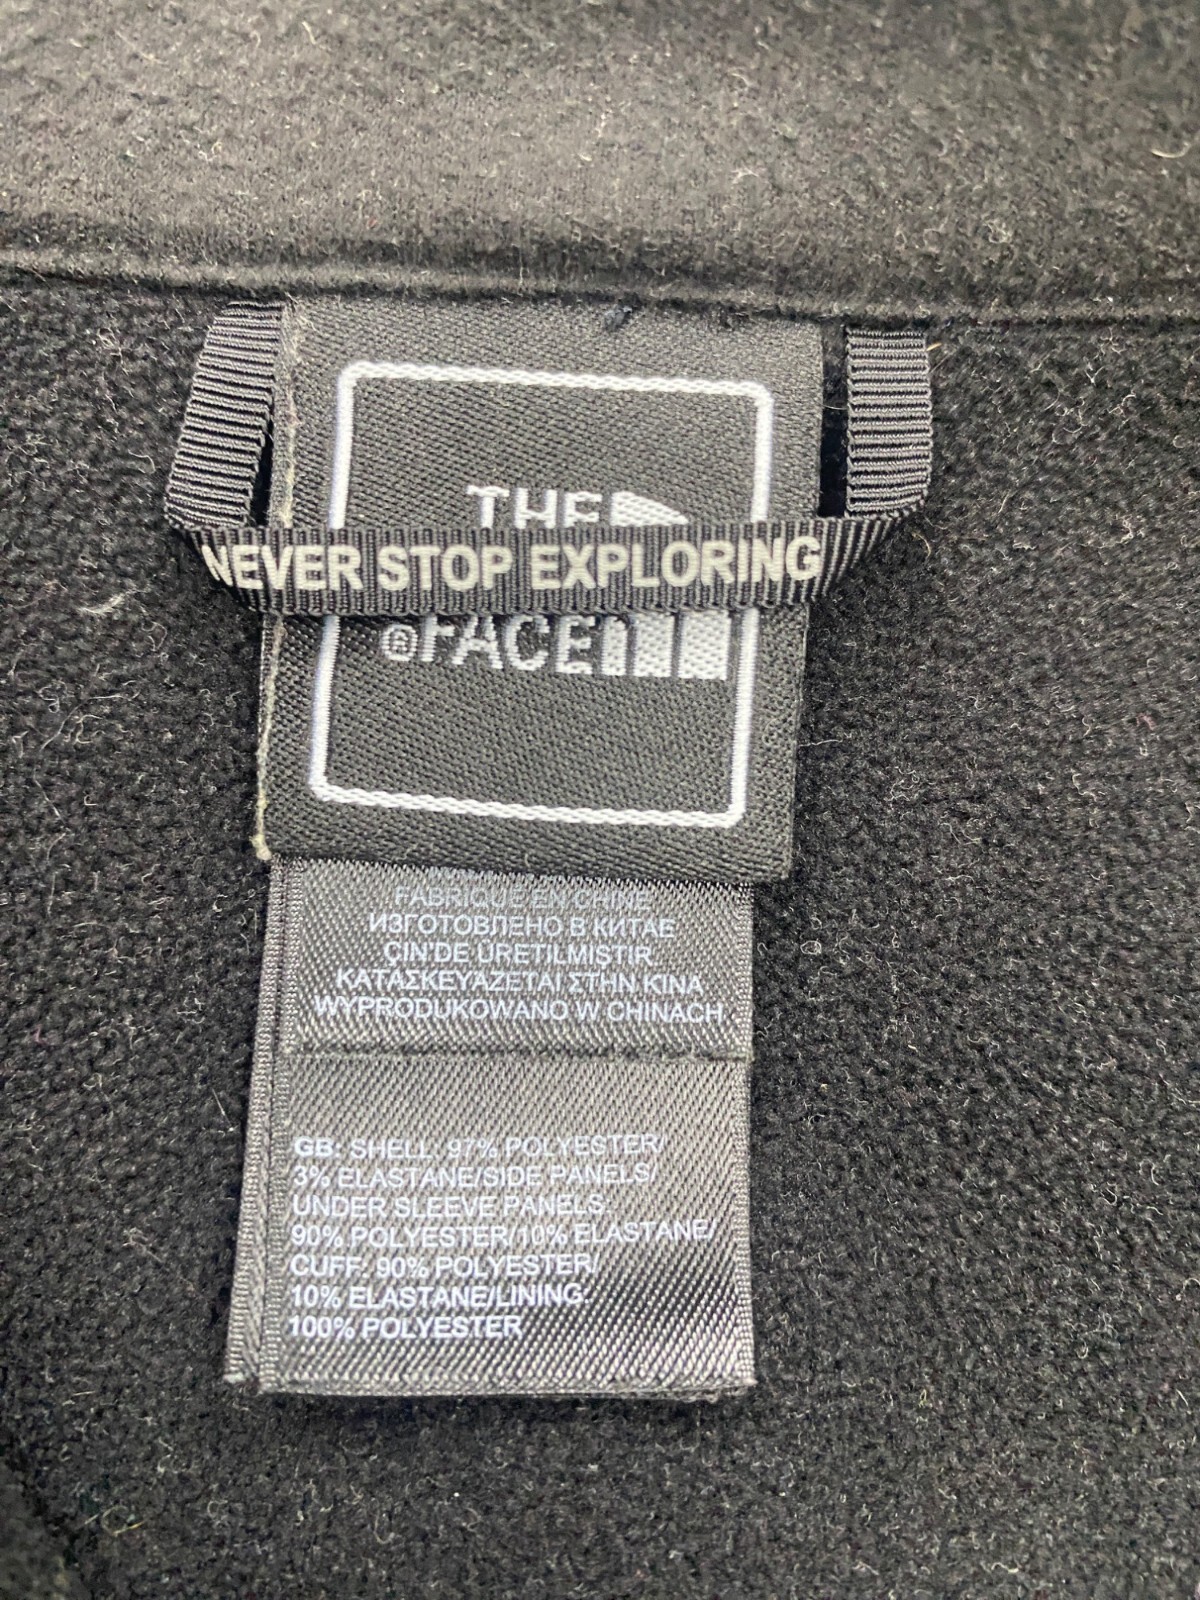 THE
NEVER STOP EXPLORING
®FACE
FABRIQUE EN CHINE
ИЗГОТОВЛЕНО В КИТАЕ
ÇIN'DE ÜRETILMISTIR
ΚΑΤΑΣΚΕΥΑΖΕΤΑΙ ΣΤΗΝ ΚΙΝΑ
WYPRODUKOWANO W CHINACH
GB: SHELL: 97% POLYESTER/
3% ELASTANE/SIDE PANELS/
UNDER SLEEVE PANELS:
90% POLYESTER/10% ELASTANE/
CUFF: 90% POLYESTER/
10% ELASTANE/LINING:
100% POLYESTER